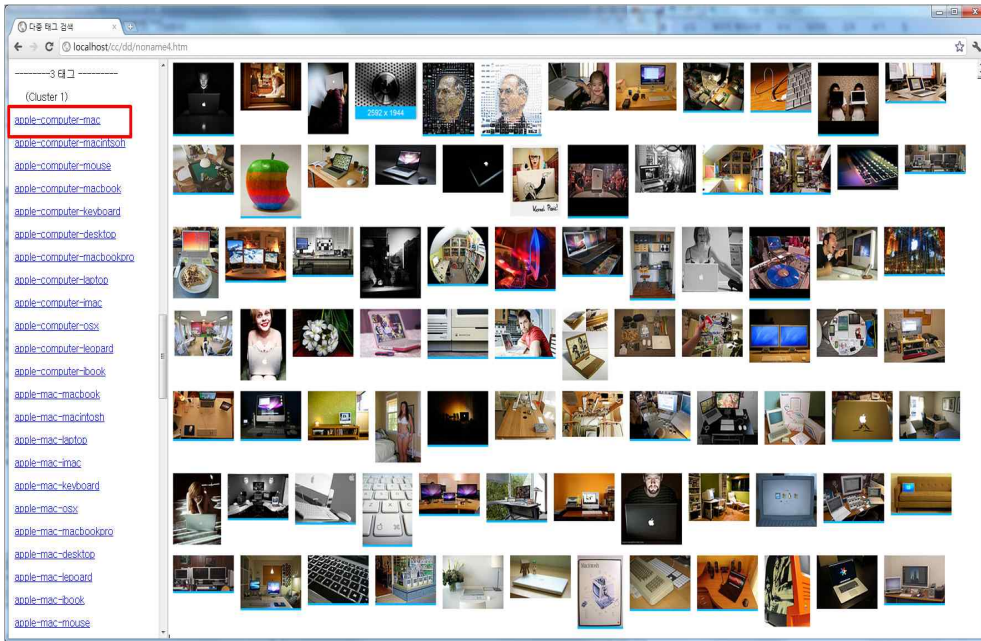 다중 태그 검색
localhost/cc/dd/noname4.htm
--------3 태그 ---------
(Cluster 1)
apple-computer-mac
apple-computer-macintsoh
apple-computer-mouse
apple-computer-macbook
apple-computer-keyboard
apple-computer-desktop
apple-computer-macbookpro
apple-computer-laptop
apple-computer-imac
apple-computer-osx
apple-computer-leopard
apple-computer-ibook
apple-mac-macbook
apple-mac-macintosh
apple-mac-laptop
apple-mac-imac
apple-mac-keyboard
apple-mac-osx
apple-mac-macbookpro
apple-mac-desktop
apple-mac-lepoard
apple-mac-ibook
apple-mac-mouse
2592 x 1944